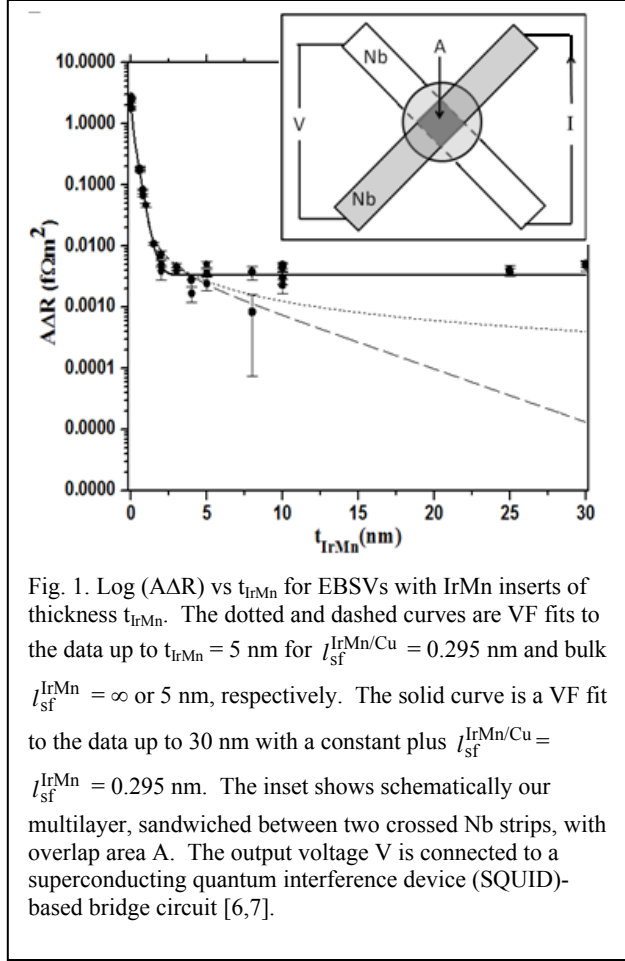 10.0000
1.0000
0.1000
0.0100
0.0010
0.0001
0.0000
0.0000
AΔR (fΩm²)
0 5 10 15 20 25 30
t_IrMn(nm)
Nb
A
V
I
Nb
Fig. 1. Log (AΔR) vs t_IrMn for EBSVs with IrMn inserts of
thickness t_IrMn. The dotted and dashed curves are VF fits to
the data up to t_IrMn = 5 nm for l_sf^IrMn/Cu = 0.295 nm and bulk
l_sf^IrMn = ∞ or 5 nm, respectively. The solid curve is a VF fit
to the data up to 30 nm with a constant plus l_sf^IrMn/Cu =
l_sf^IrMn = 0.295 nm. The inset shows schematically our
multilayer, sandwiched between two crossed Nb strips, with
overlap area A. The output voltage V is connected to a
superconducting quantum interference device (SQUID)-
based bridge circuit [6,7].